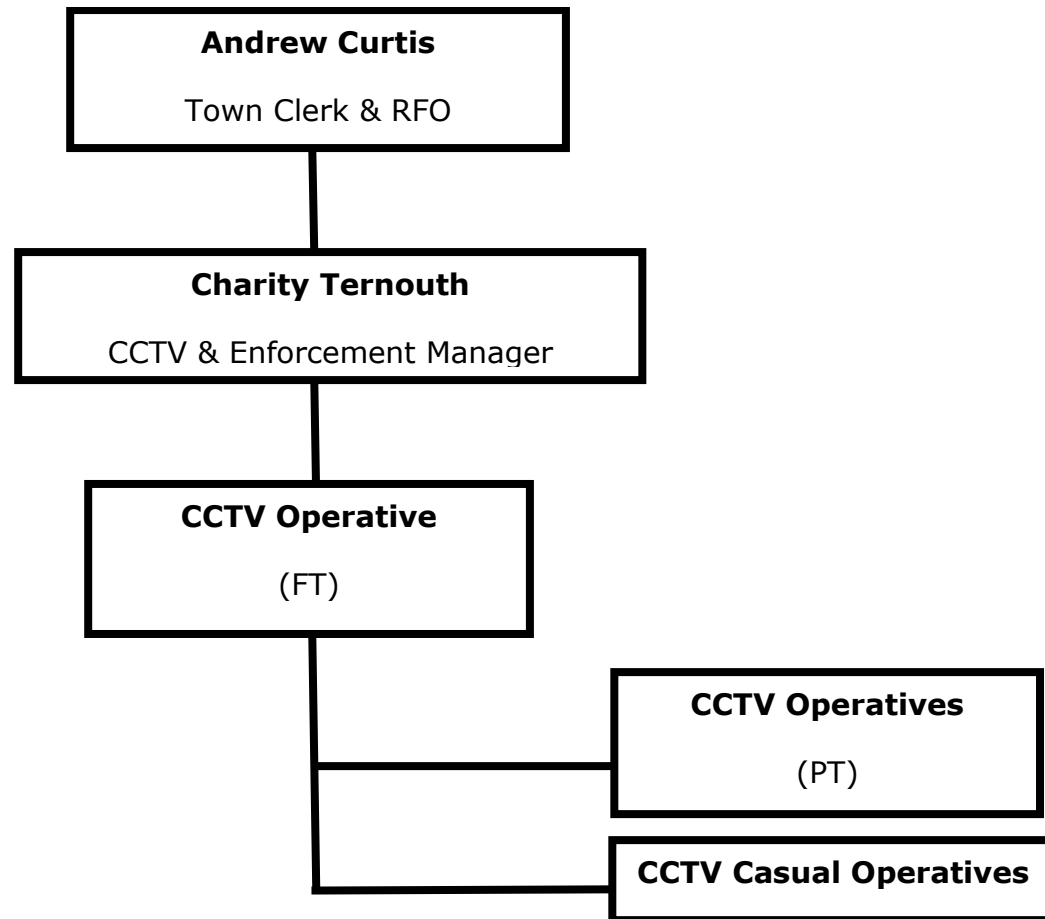 Andrew Curtis
Town Clerk & RFO
Charity Ternouth
CCTV & Enforcement Manager
CCTV Operative
(FT)
CCTV Operatives
(PT)
CCTV Casual Operatives